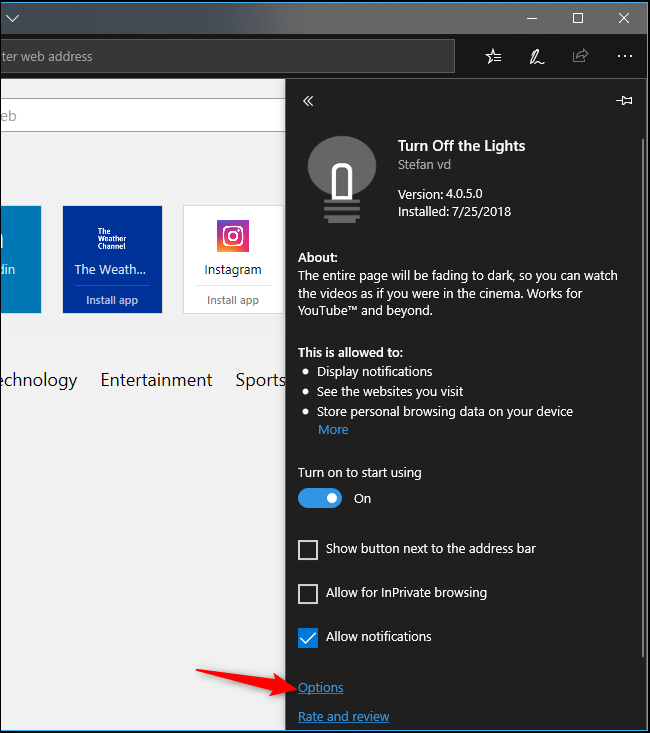 ter web address
eb
Turn Off the Lights
Stefan vd
Version: 4.0.5.0
Installed: 7/25/2018
The
Weather
Channel
din
The Weath...
Instagram
Install app
Install app
About:
The entire page will be fading to dark, so you can watch
the videos as if you were in the cinema. Works for
YouTube™ and beyond.
This is allowed to:
Display notifications
See the websites you visit
Store personal browsing data on your device
More
echnology Entertainment Sports
Turn on to start using
On
Show button next to the address bar
Allow for InPrivate browsing
Allow notifications
Options
Rate and review